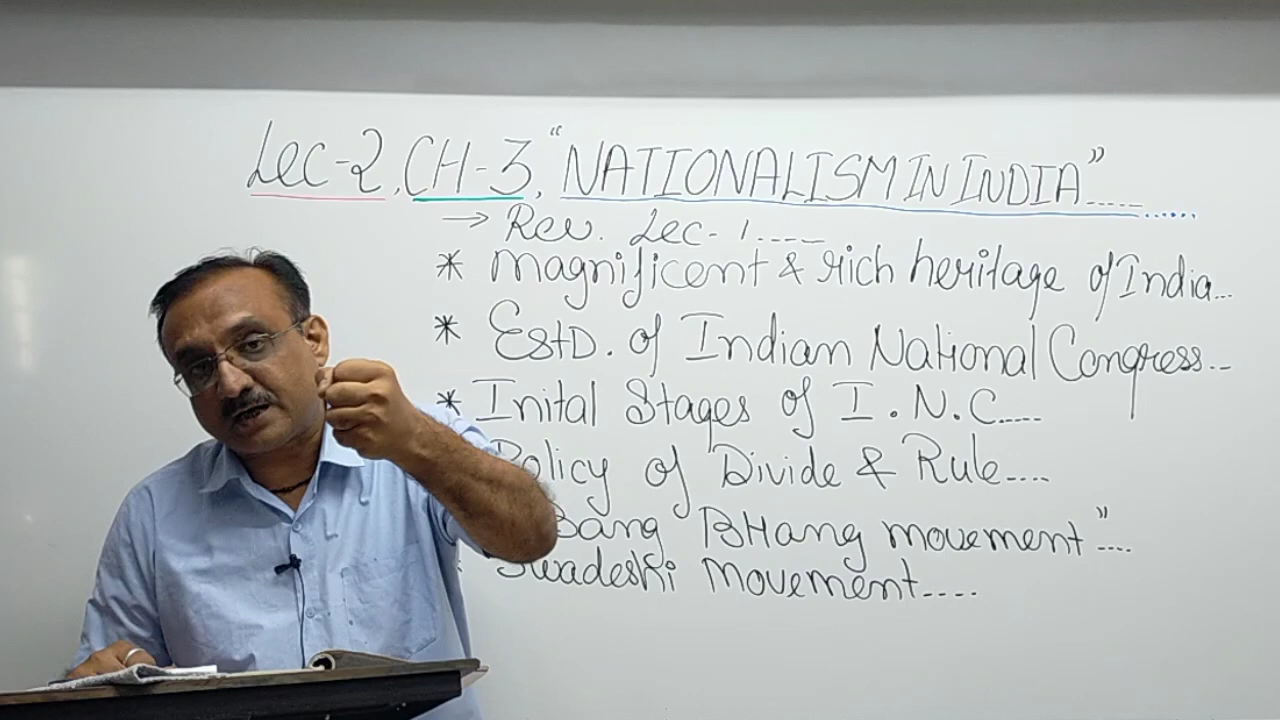 Lec-2, CH-3, "NATIONALISM IN INDIA".....
→ Rev. Lec-1.....
* Magnificent & rich heritage of India...
* EstD. of Indian National Congress...
* Inital Stages of I.N.C.....
Policy of Divide & Rule....
Bang BHang movement"....
Swadeshi Movement....